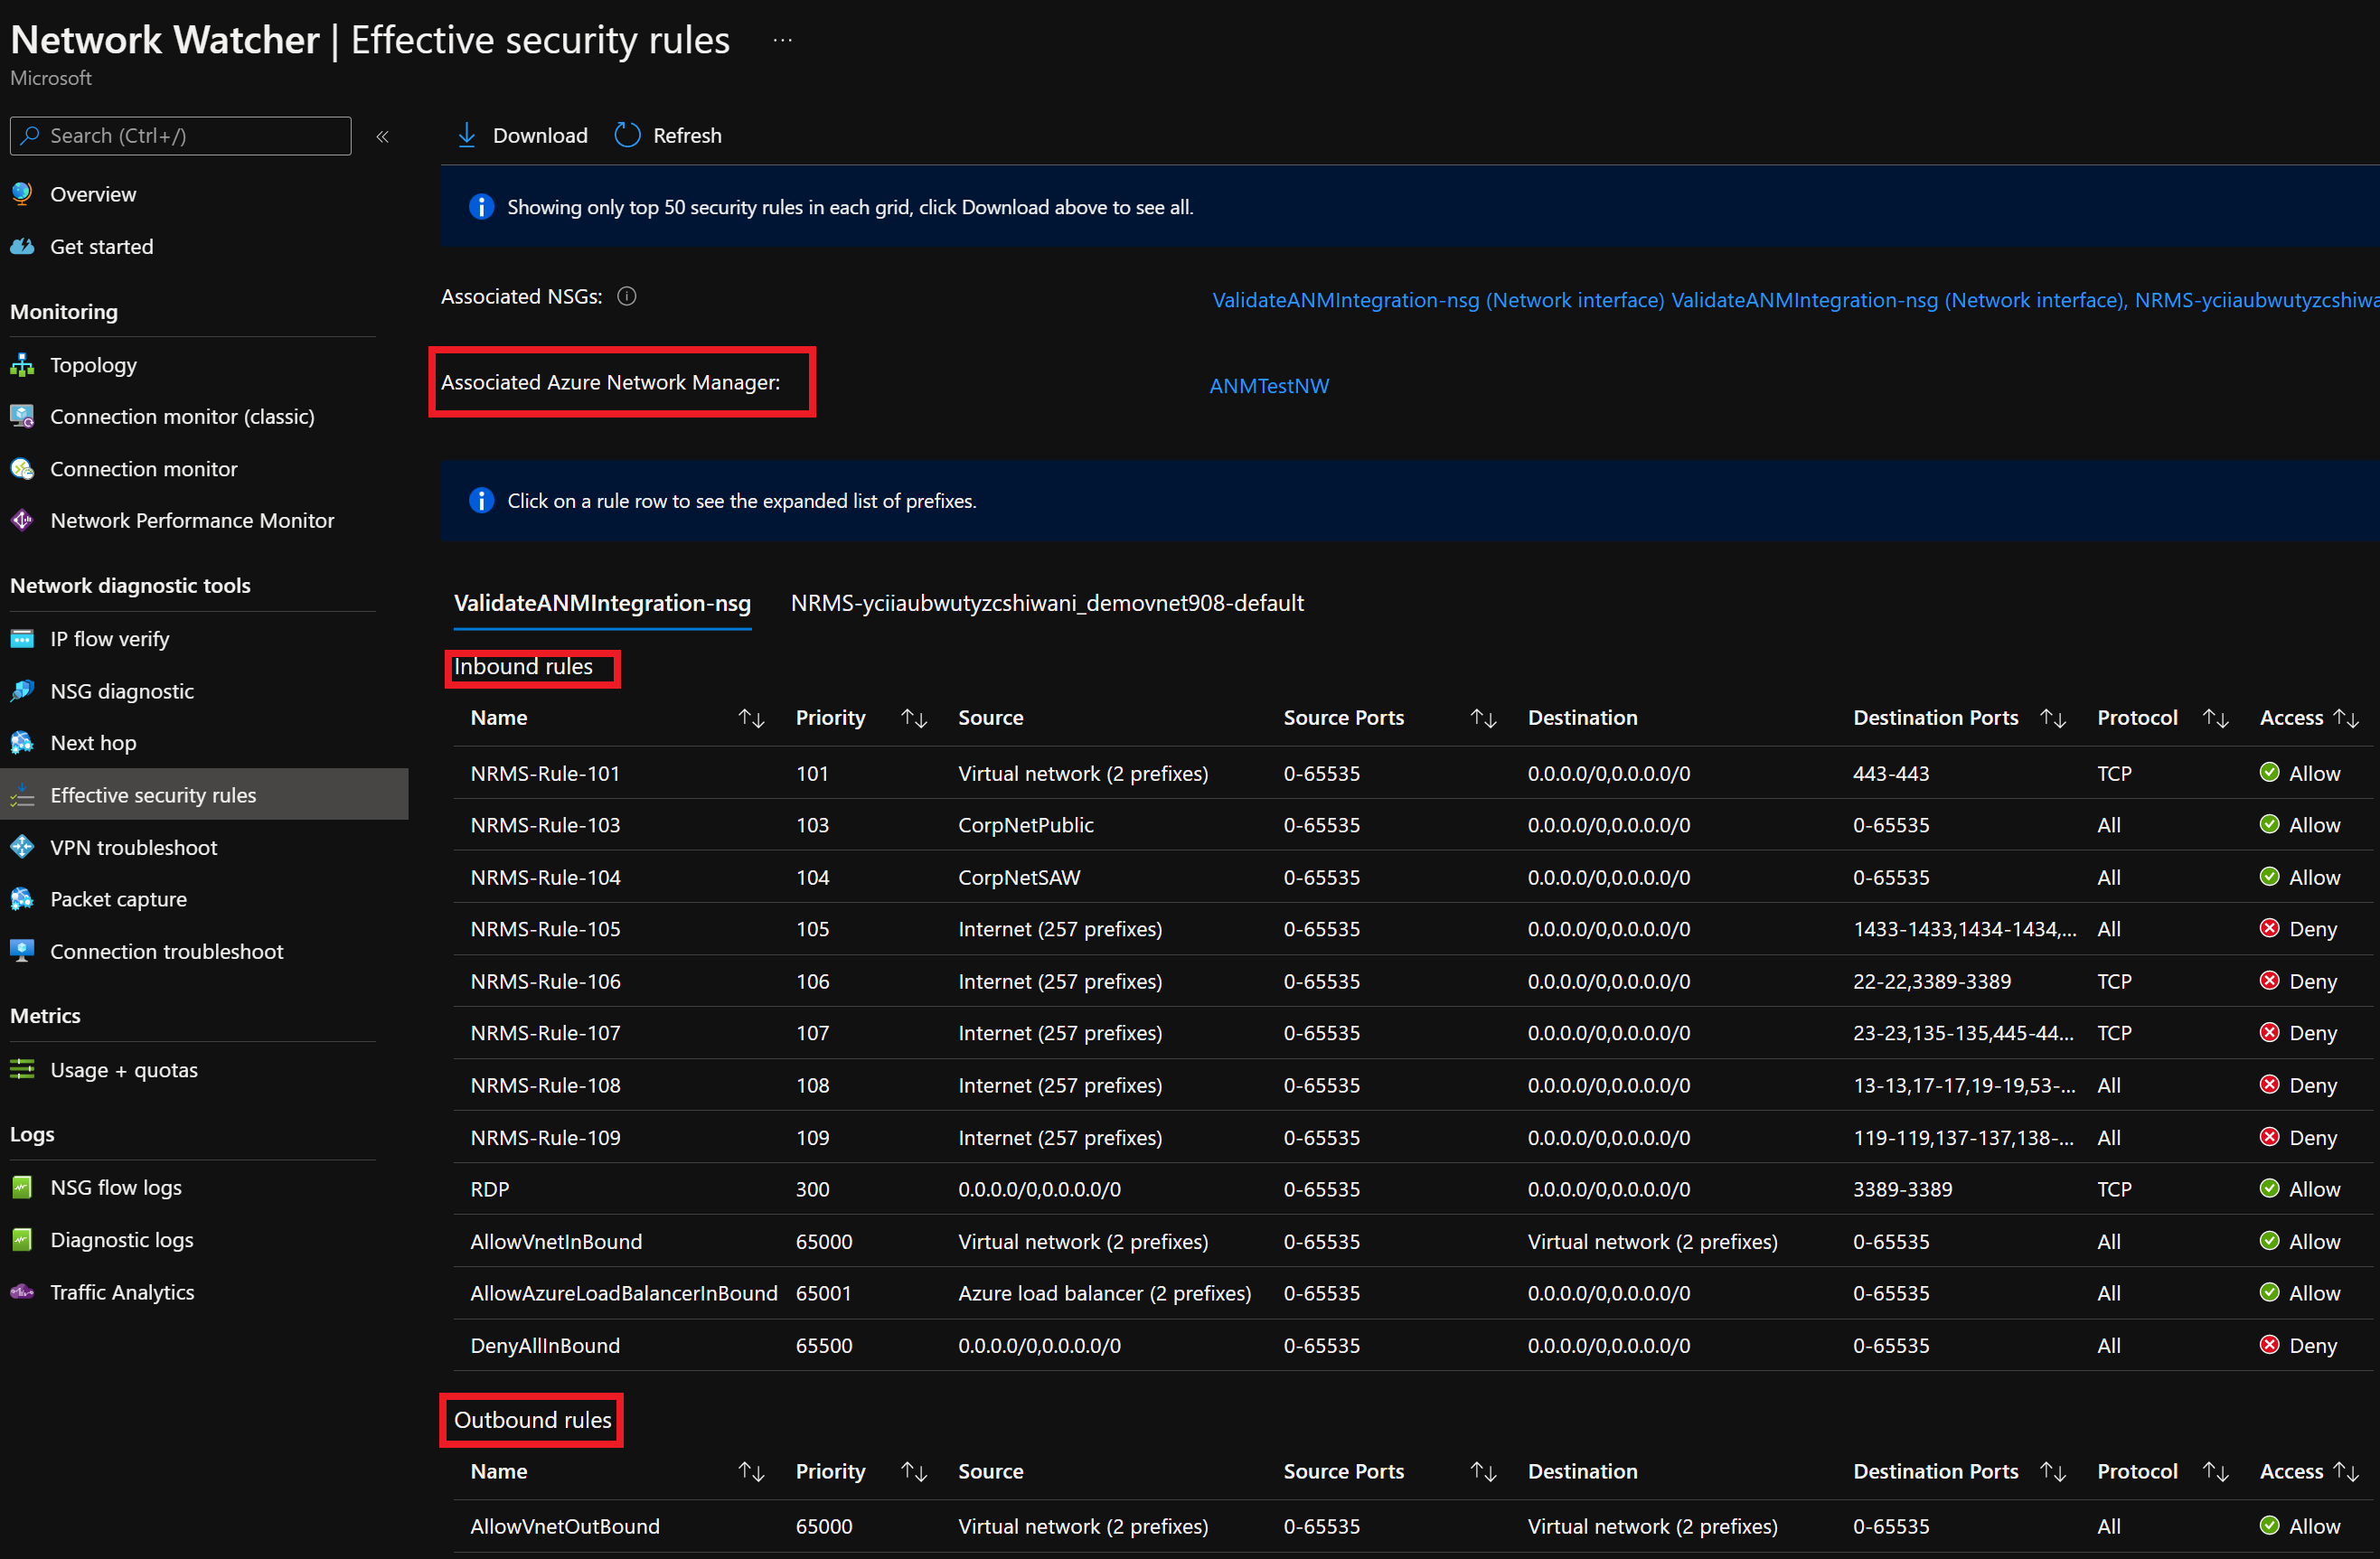 Network Watcher | Effective security rules ...
Microsoft
Search (Ctrl+/)
«
Download
Refresh
Overview
Get started
Monitoring
Topology
Connection monitor (classic)
Connection monitor
Network Performance Monitor
Network diagnostic tools
IP flow verify
NSG diagnostic
Next hop
Effective security rules
VPN troubleshoot
Packet capture
Connection troubleshoot
Metrics
Usage + quotas
Logs
NSG flow logs
Diagnostic logs
Traffic Analytics
Showing only top 50 security rules in each grid, click Download above to see all.
Associated NSGs: ValidateANMIntegration-nsg (Network interface) ValidateANMIntegration-nsg (Network interface), NRMS-yciiaubwutyzcshiwa
Associated Azure Network Manager: ANMTestNW
Click on a rule row to see the expanded list of prefixes.
ValidateANMIntegration-nsg NRMS-yciiaubwutyzcshiwani_demovnet908-default
Inbound rules
Name Priority Source Source Ports Destination Destination Ports Protocol Access
NRMS-Rule-101 101 Virtual network (2 prefixes) 0-65535 0.0.0.0/0,0.0.0.0/0 443-443 TCP Allow
NRMS-Rule-103 103 CorpNetPublic 0-65535 0.0.0.0/0,0.0.0.0/0 0-65535 All Allow
NRMS-Rule-104 104 CorpNetSAW 0-65535 0.0.0.0/0,0.0.0.0/0 0-65535 All Allow
NRMS-Rule-105 105 Internet (257 prefixes) 0-65535 0.0.0.0/0,0.0.0.0/0 1433-1433,1434-1434,... All Deny
NRMS-Rule-106 106 Internet (257 prefixes) 0-65535 0.0.0.0/0,0.0.0.0/0 22-22,3389-3389 TCP Deny
NRMS-Rule-107 107 Internet (257 prefixes) 0-65535 0.0.0.0/0,0.0.0.0/0 23-23,135-135,445-44... TCP Deny
NRMS-Rule-108 108 Internet (257 prefixes) 0-65535 0.0.0.0/0,0.0.0.0/0 13-13,17-17,19-19,53-... All Deny
NRMS-Rule-109 109 Internet (257 prefixes) 0-65535 0.0.0.0/0,0.0.0.0/0 119-119,137-137,138-... All Deny
RDP 300 0.0.0.0/0,0.0.0.0/0 0-65535 0.0.0.0/0,0.0.0.0/0 3389-3389 TCP Allow
AllowVnetInBound 65000 Virtual network (2 prefixes) 0-65535 Virtual network (2 prefixes) 0-65535 All Allow
AllowAzureLoadBalancerInBound 65001 Azure load balancer (2 prefixes) 0-65535 0.0.0.0/0,0.0.0.0/0 0-65535 All Allow
DenyAllInBound 65500 0.0.0.0/0,0.0.0.0/0 0-65535 0.0.0.0/0,0.0.0.0/0 0-65535 All Deny
Outbound rules
Name Priority Source Source Ports Destination Destination Ports Protocol Access
AllowVnetOutBound 65000 Virtual network (2 prefixes) 0-65535 Virtual network (2 prefixes) 0-65535 All Allow